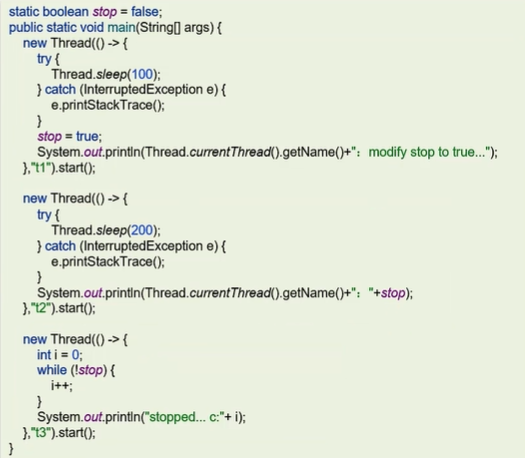 static boolean stop = false;
public static void main(String[] args) {
    new Thread(() -> {
        try {
            Thread.sleep(100);
        } catch (InterruptedException e) {
            e.printStackTrace();
        }
        stop = true;
        System.out.println(Thread.currentThread().getName()+"：modify stop to true...");
    },"t1").start();

    new Thread(() -> {
        try {
            Thread.sleep(200);
        } catch (InterruptedException e) {
            e.printStackTrace();
        }
        System.out.println(Thread.currentThread().getName()+"："+stop);
    },"t2").start();

    new Thread(() -> {
        int i = 0;
        while (!stop) {
            i++;
        }
        System.out.println("stopped... c:"+ i);
    },"t3").start();
}